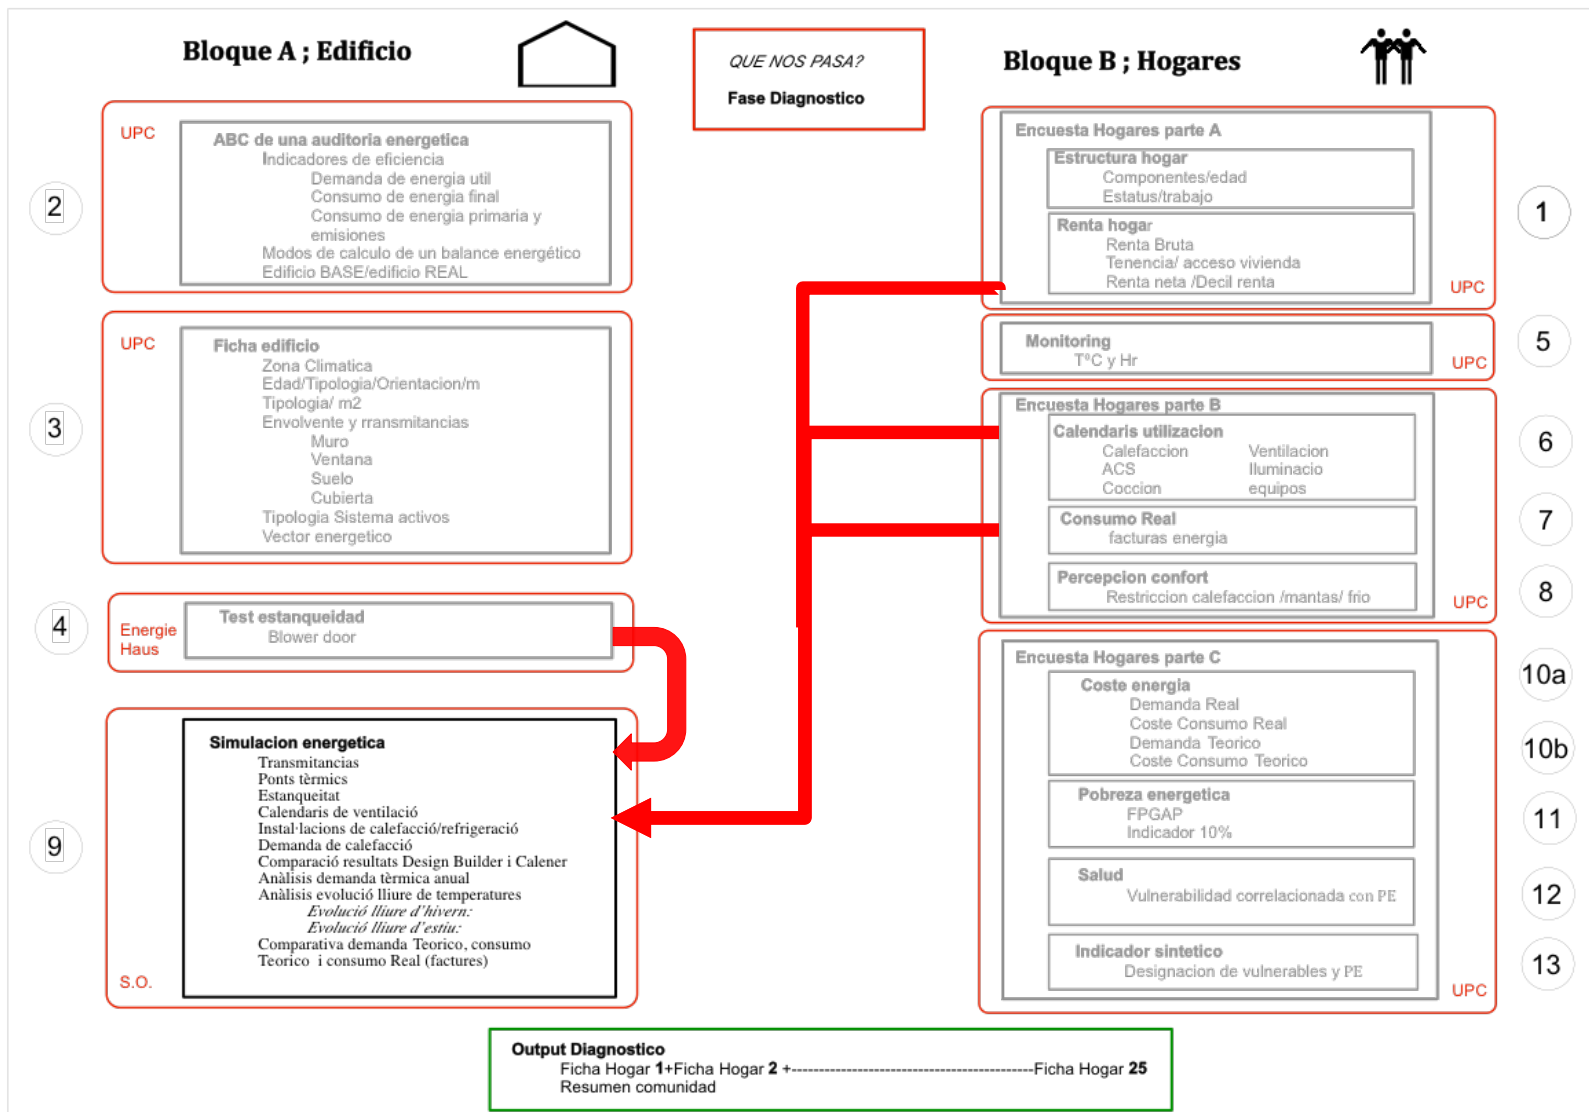 Bloque A ; Edificio
QUE NOS PASA?
Fase Diagnostico
Bloque B ; Hogares
2
UPC
ABC de una auditoria energetica
Indicadores de eficiencia
Demanda de energia util
Consumo de energia final
Consumo de energia primaria y
emisiones
Modos de calculo de un balance energético
Edificio BASE/edificio REAL
3
UPC
Ficha edificio
Zona Climatica
Edad/Tipologia/Orientacion/m
Tipologia/ m2
Envolvente y rransmitancias
Muro
Ventana
Suelo
Cubierta
Tipologia Sistema activos
Vector energetico
4
Energie
Haus
Test estanqueidad
Blower door
9
S.O.
Simulacion energetica
Transmitancias
Ponts tèrmics
Estanqueitat
Calendaris de ventilació
Instal·lacions de calefacció/refrigeració
Demanda de calefacció
Comparació resultats Design Builder i Calener
Anàlisis demanda tèrmica anual
Anàlisis evolució lliure de temperatures
Evolució lliure d'hivern:
Evolució lliure d'estiu:
Comparativa demanda Teorico, consumo
Teorico i consumo Real (factures)
Encuesta Hogares parte A
Estructura hogar
Componentes/edad
Estatus/trabajo
Renta hogar
Renta Bruta
Tenencia/ acceso vivienda
Renta neta /Decil renta
UPC
1
Monitoring
TºC y Hr
UPC
5
Encuesta Hogares parte B
Calendaris utilizacion
Calefaccion Ventilacion
ACS Iluminacio
Coccion equipos
6
Consumo Real
facturas energia
7
Percepcion confort
Restriccion calefaccion /mantas/ frio
UPC
8
Encuesta Hogares parte C
Coste energia
Demanda Real
Coste Consumo Real
Demanda Teorico
Coste Consumo Teorico
10a
10b
Pobreza energetica
FPGAP
Indicador 10%
11
Salud
Vulnerabilidad correlacionada con PE
12
Indicador sintetico
Designacion de vulnerables y PE
UPC
13
Output Diagnostico
Ficha Hogar 1+Ficha Hogar 2 +--------------------------------------------Ficha Hogar 25
Resumen comunidad